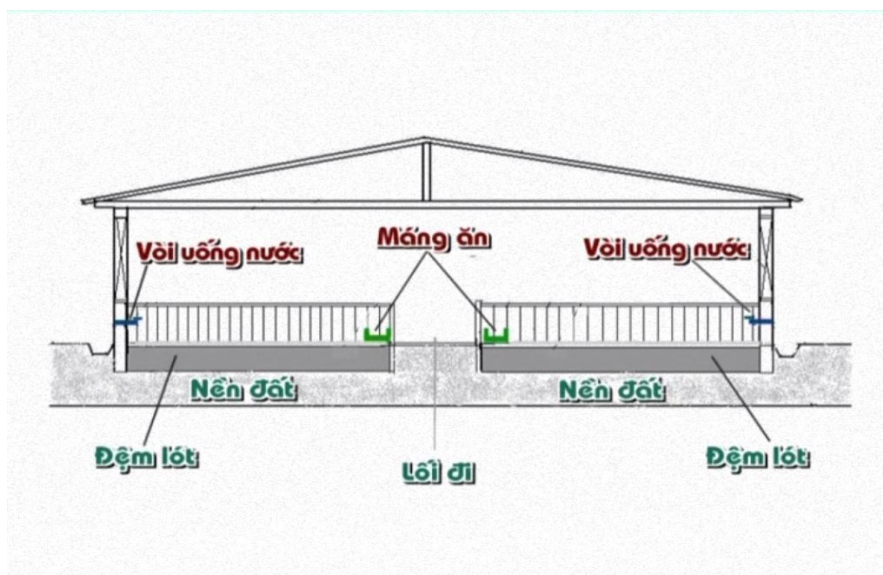 Máng ăn
Vòi uống nước
Vòi uống nước
Nền đất
Nền đất
Đệm lót
Lối đi
Đệm lót